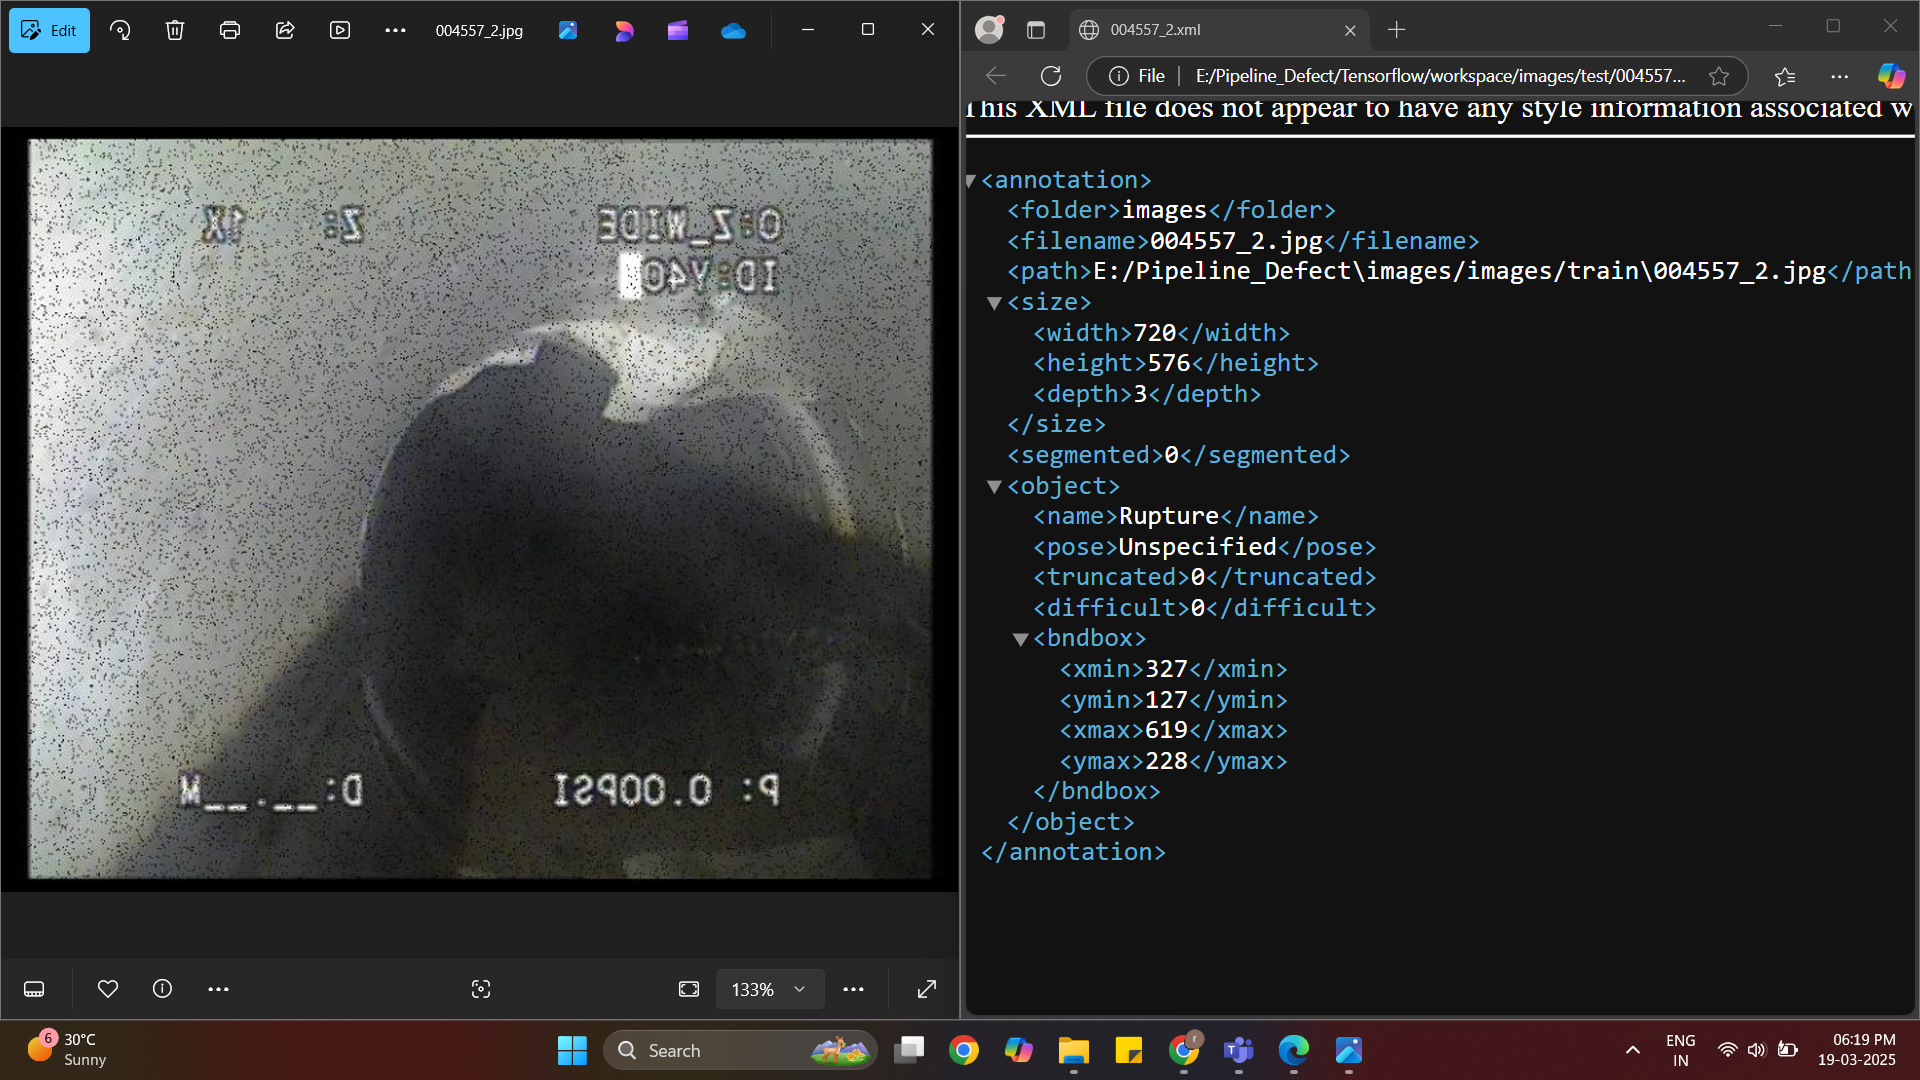 Edit
004557_2.jpg
1X
Z:
O:Z_WIDE
ID:Y40
D:__.__M
P: 0.00PSI
133%
004557_2.xml
File
E:/Pipeline_Defect/Tensorflow/workspace/images/test/004557...
This XML file does not appear to have any style information associated w
<annotation>
<folder>images</folder>
<filename>004557_2.jpg</filename>
<path>E:/Pipeline_Defect\images/images/train\004557_2.jpg</path
<size>
<width>720</width>
<height>576</height>
<depth>3</depth>
</size>
<segmented>0</segmented>
<object>
<name>Rupture</name>
<pose>Unspecified</pose>
<truncated>0</truncated>
<difficult>0</difficult>
<bndbox>
<xmin>327</xmin>
<ymin>127</ymin>
<xmax>619</xmax>
<ymax>228</ymax>
</bndbox>
</object>
</annotation>
6
30°C
Sunny
Search
r
ENG
IN
06:19 PM
19-03-2025